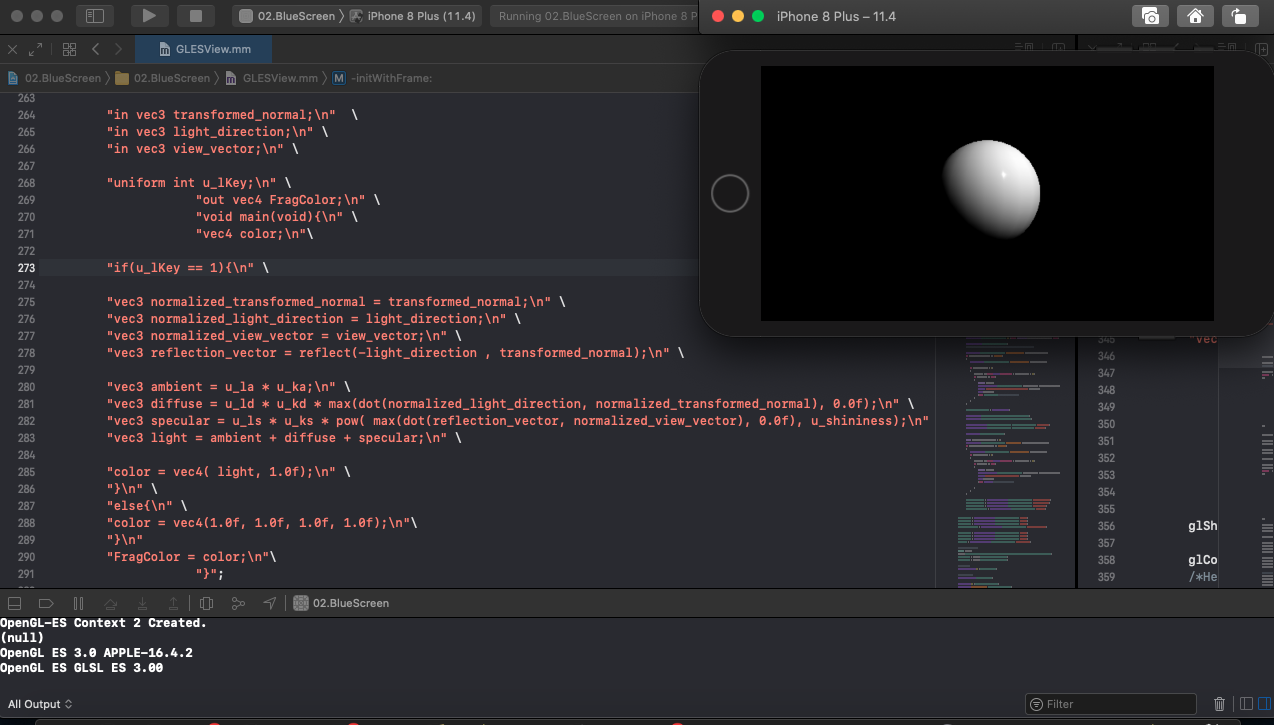 02.BlueScreen 〉 iPhone 8 Plus (11.4)
Running 02.BlueScreen on iPhone 8 P
iPhone 8 Plus – 11.4
GLESView.mm
02.BlueScreen 〉 02.BlueScreen 〉 GLESView.mm 〉 M -initWithFrame:
263
264 "in vec3 transformed_normal;\n" \
265 "in vec3 light_direction;\n" \
266 "in vec3 view_vector;\n" \
267
268 "uniform int u_lKey;\n" \
269 "out vec4 FragColor;\n" \
270 "void main(void){\n" \
271 "vec4 color;\n"\
272
273 "if(u_lKey == 1){\n" \
274
275 "vec3 normalized_transformed_normal = transformed_normal;\n" \
276 "vec3 normalized_light_direction = light_direction;\n" \
277 "vec3 normalized_view_vector = view_vector;\n" \
278 "vec3 reflection_vector = reflect(-light_direction , transformed_normal);\n" \
279
280 "vec3 ambient = u_la * u_ka;\n" \
281 "vec3 diffuse = u_ld * u_kd * max(dot(normalized_light_direction, normalized_transformed_normal), 0.0f);\n" \
282 "vec3 specular = u_ls * u_ks * pow( max(dot(reflection_vector, normalized_view_vector), 0.0f), u_shininess);\n"
283 "vec3 light = ambient + diffuse + specular;\n" \
284
285 "color = vec4( light, 1.0f);\n" \
286 "}\n" \
287 "else{\n" \
288 "color = vec4(1.0f, 1.0f, 1.0f, 1.0f);\n"\
289 "}\n"
290 "FragColor = color;\n"\
291 "}";
345 "vec
346
347
348
349
350
351
352
353
354
355
356 glSh
357
358 glCo
359 /*He
02.BlueScreen
OpenGL-ES Context 2 Created.
(null)
OpenGL ES 3.0 APPLE-16.4.2
OpenGL ES GLSL ES 3.00
All Output
Filter